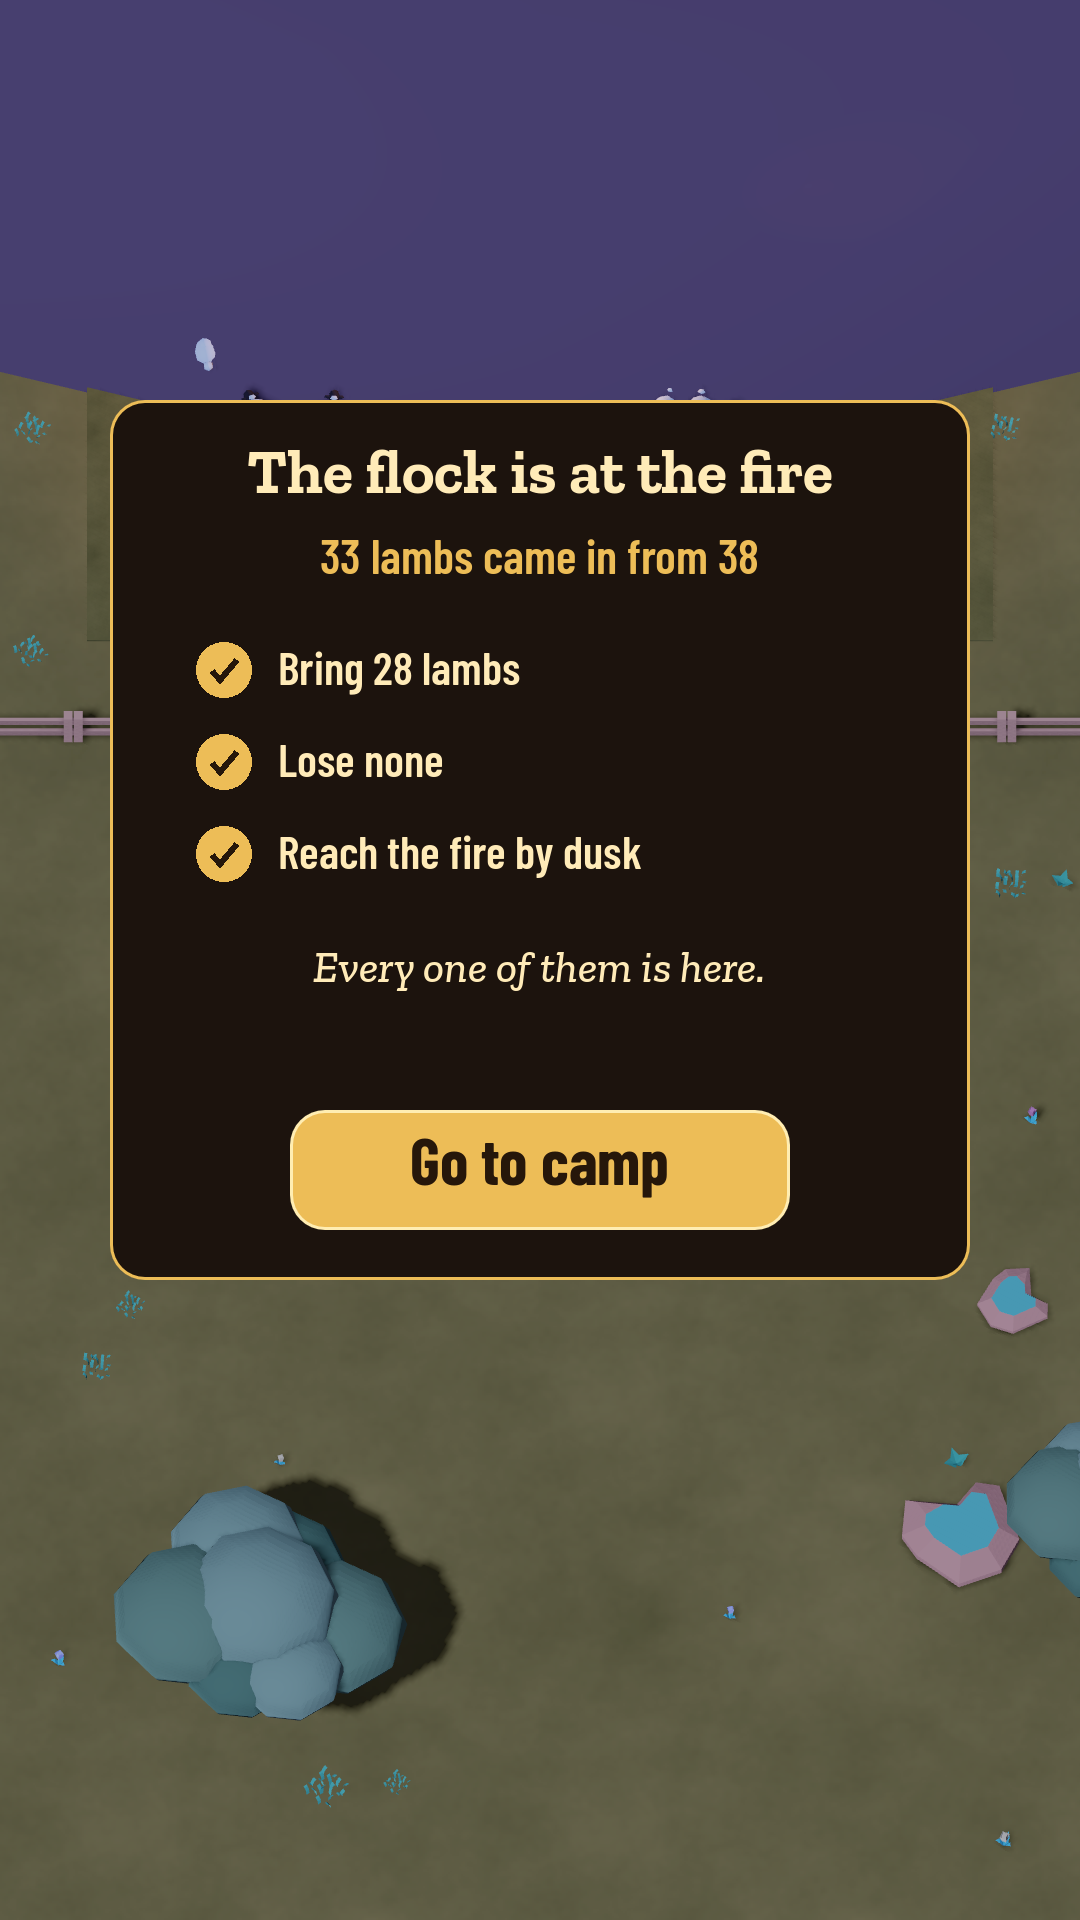 The flock is at the fire
33 lambs came in from 38
Bring 28 lambs
Lose none
Reach the fire by dusk
Every one of them is here.
Go to camp